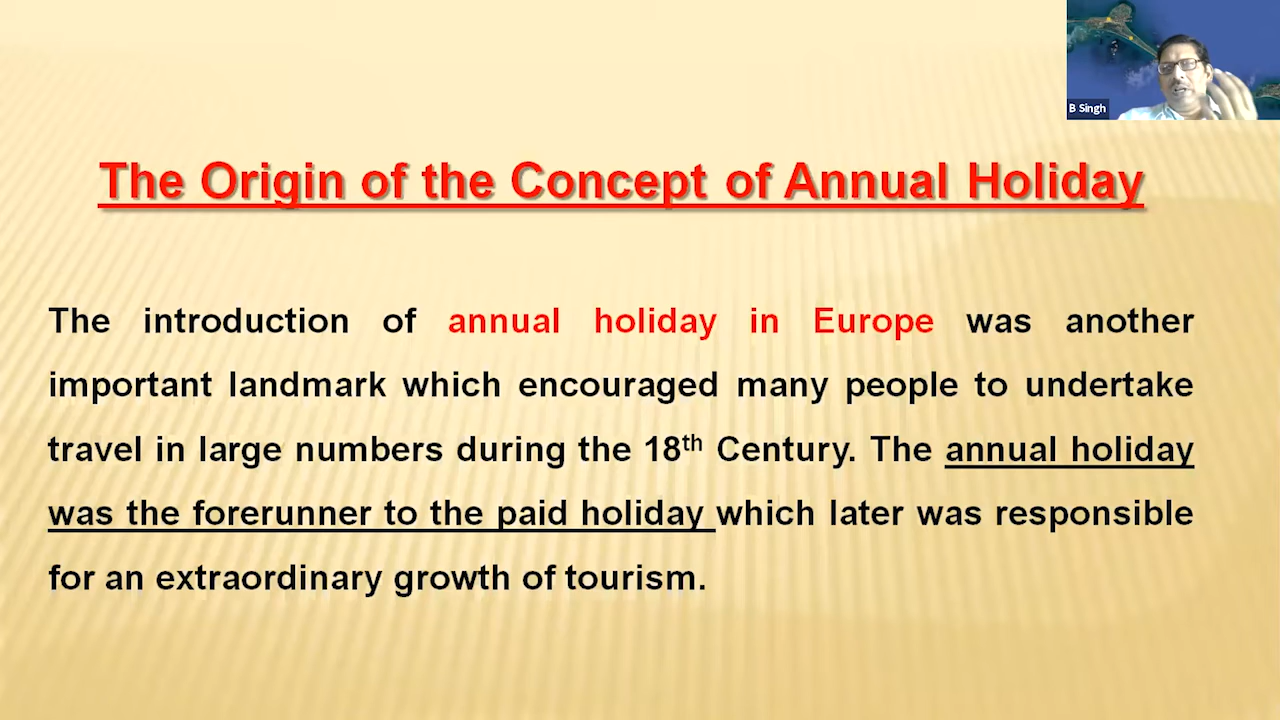 B Singh
The Origin of the Concept of Annual Holiday
The introduction of annual holiday in Europe was another
important landmark which encouraged many people to undertake
travel in large numbers during the 18th Century. The annual holiday
was the forerunner to the paid holiday which later was responsible
for an extraordinary growth of tourism.